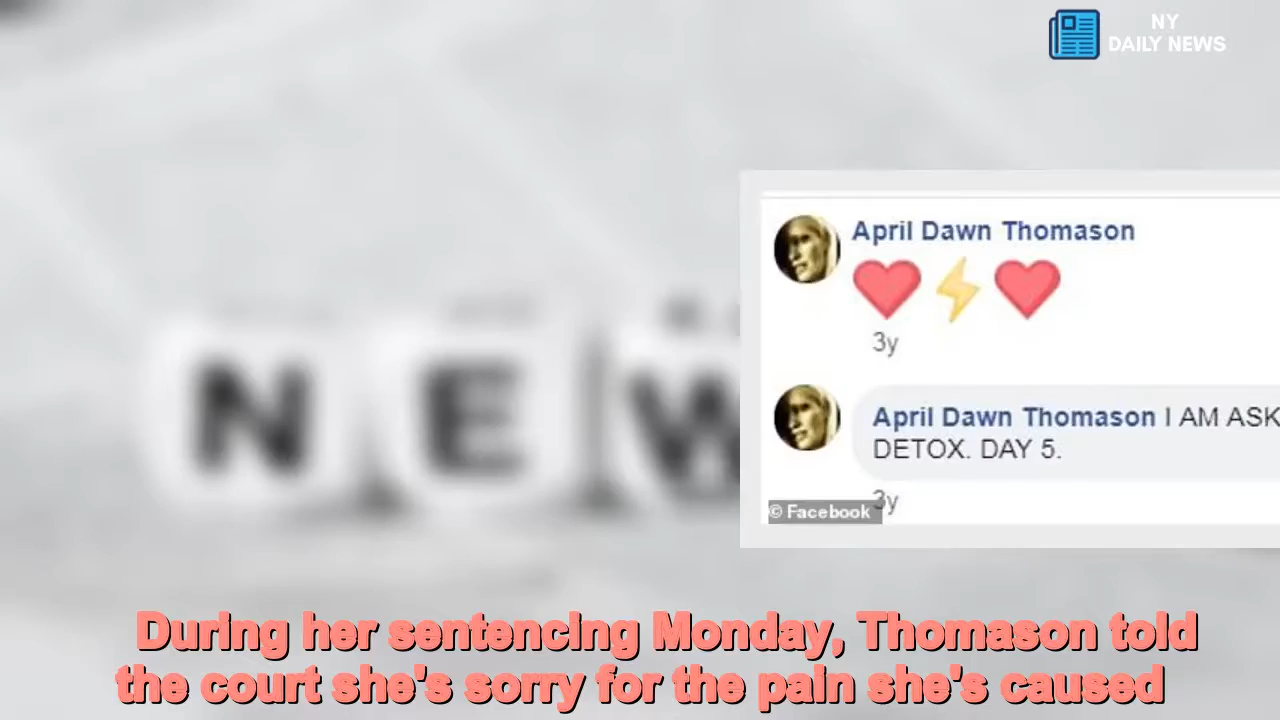 NY
DAILY NEWS
NEW
April Dawn Thomason
3y
April Dawn Thomason I AM ASK
DETOX. DAY 5.
3y
© Facebook
During her sentencing Monday, Thomason told
the court she's sorry for the pain she's caused